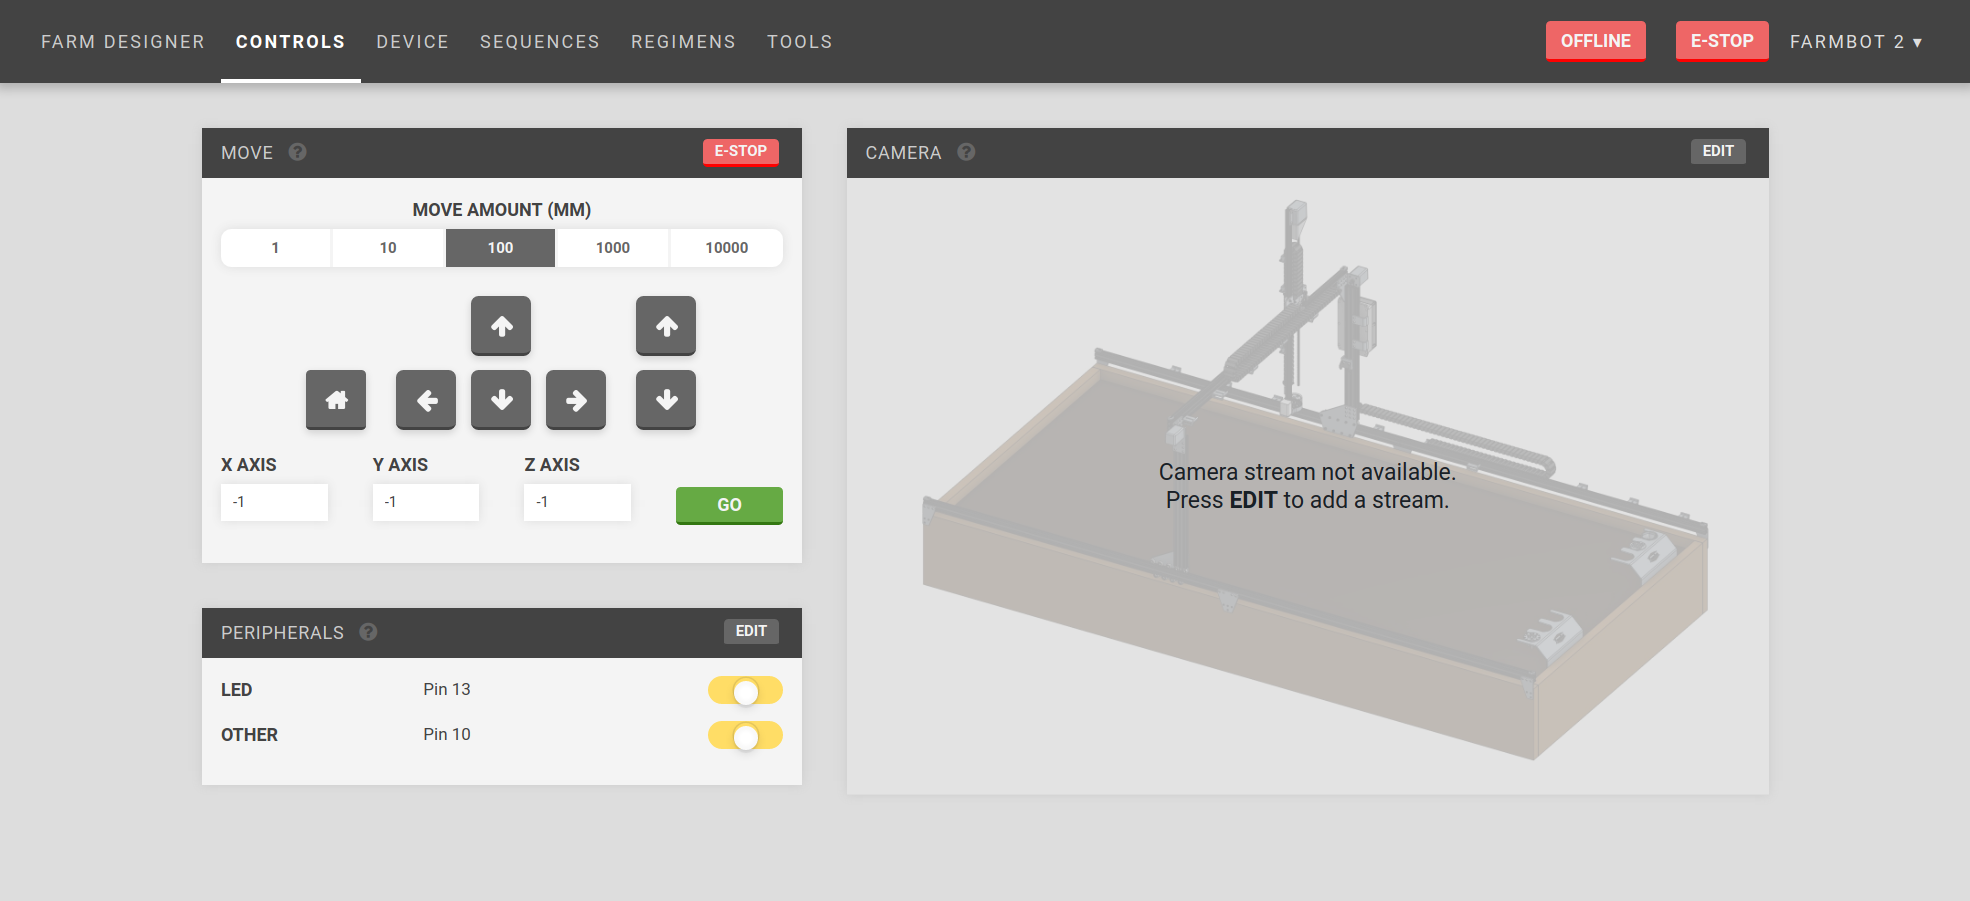 FARM DESIGNER CONTROLS DEVICE SEQUENCES REGIMENS TOOLS OFFLINE E-STOP FARMBOT 2 ▾
MOVE ? E-STOP
MOVE AMOUNT (MM)
1 10 100 1000 10000
X AXIS Y AXIS Z AXIS
-1 -1 -1 GO
PERIPHERALS ? EDIT
LED Pin 13
OTHER Pin 10
CAMERA ? EDIT
Camera stream not available.
Press EDIT to add a stream.